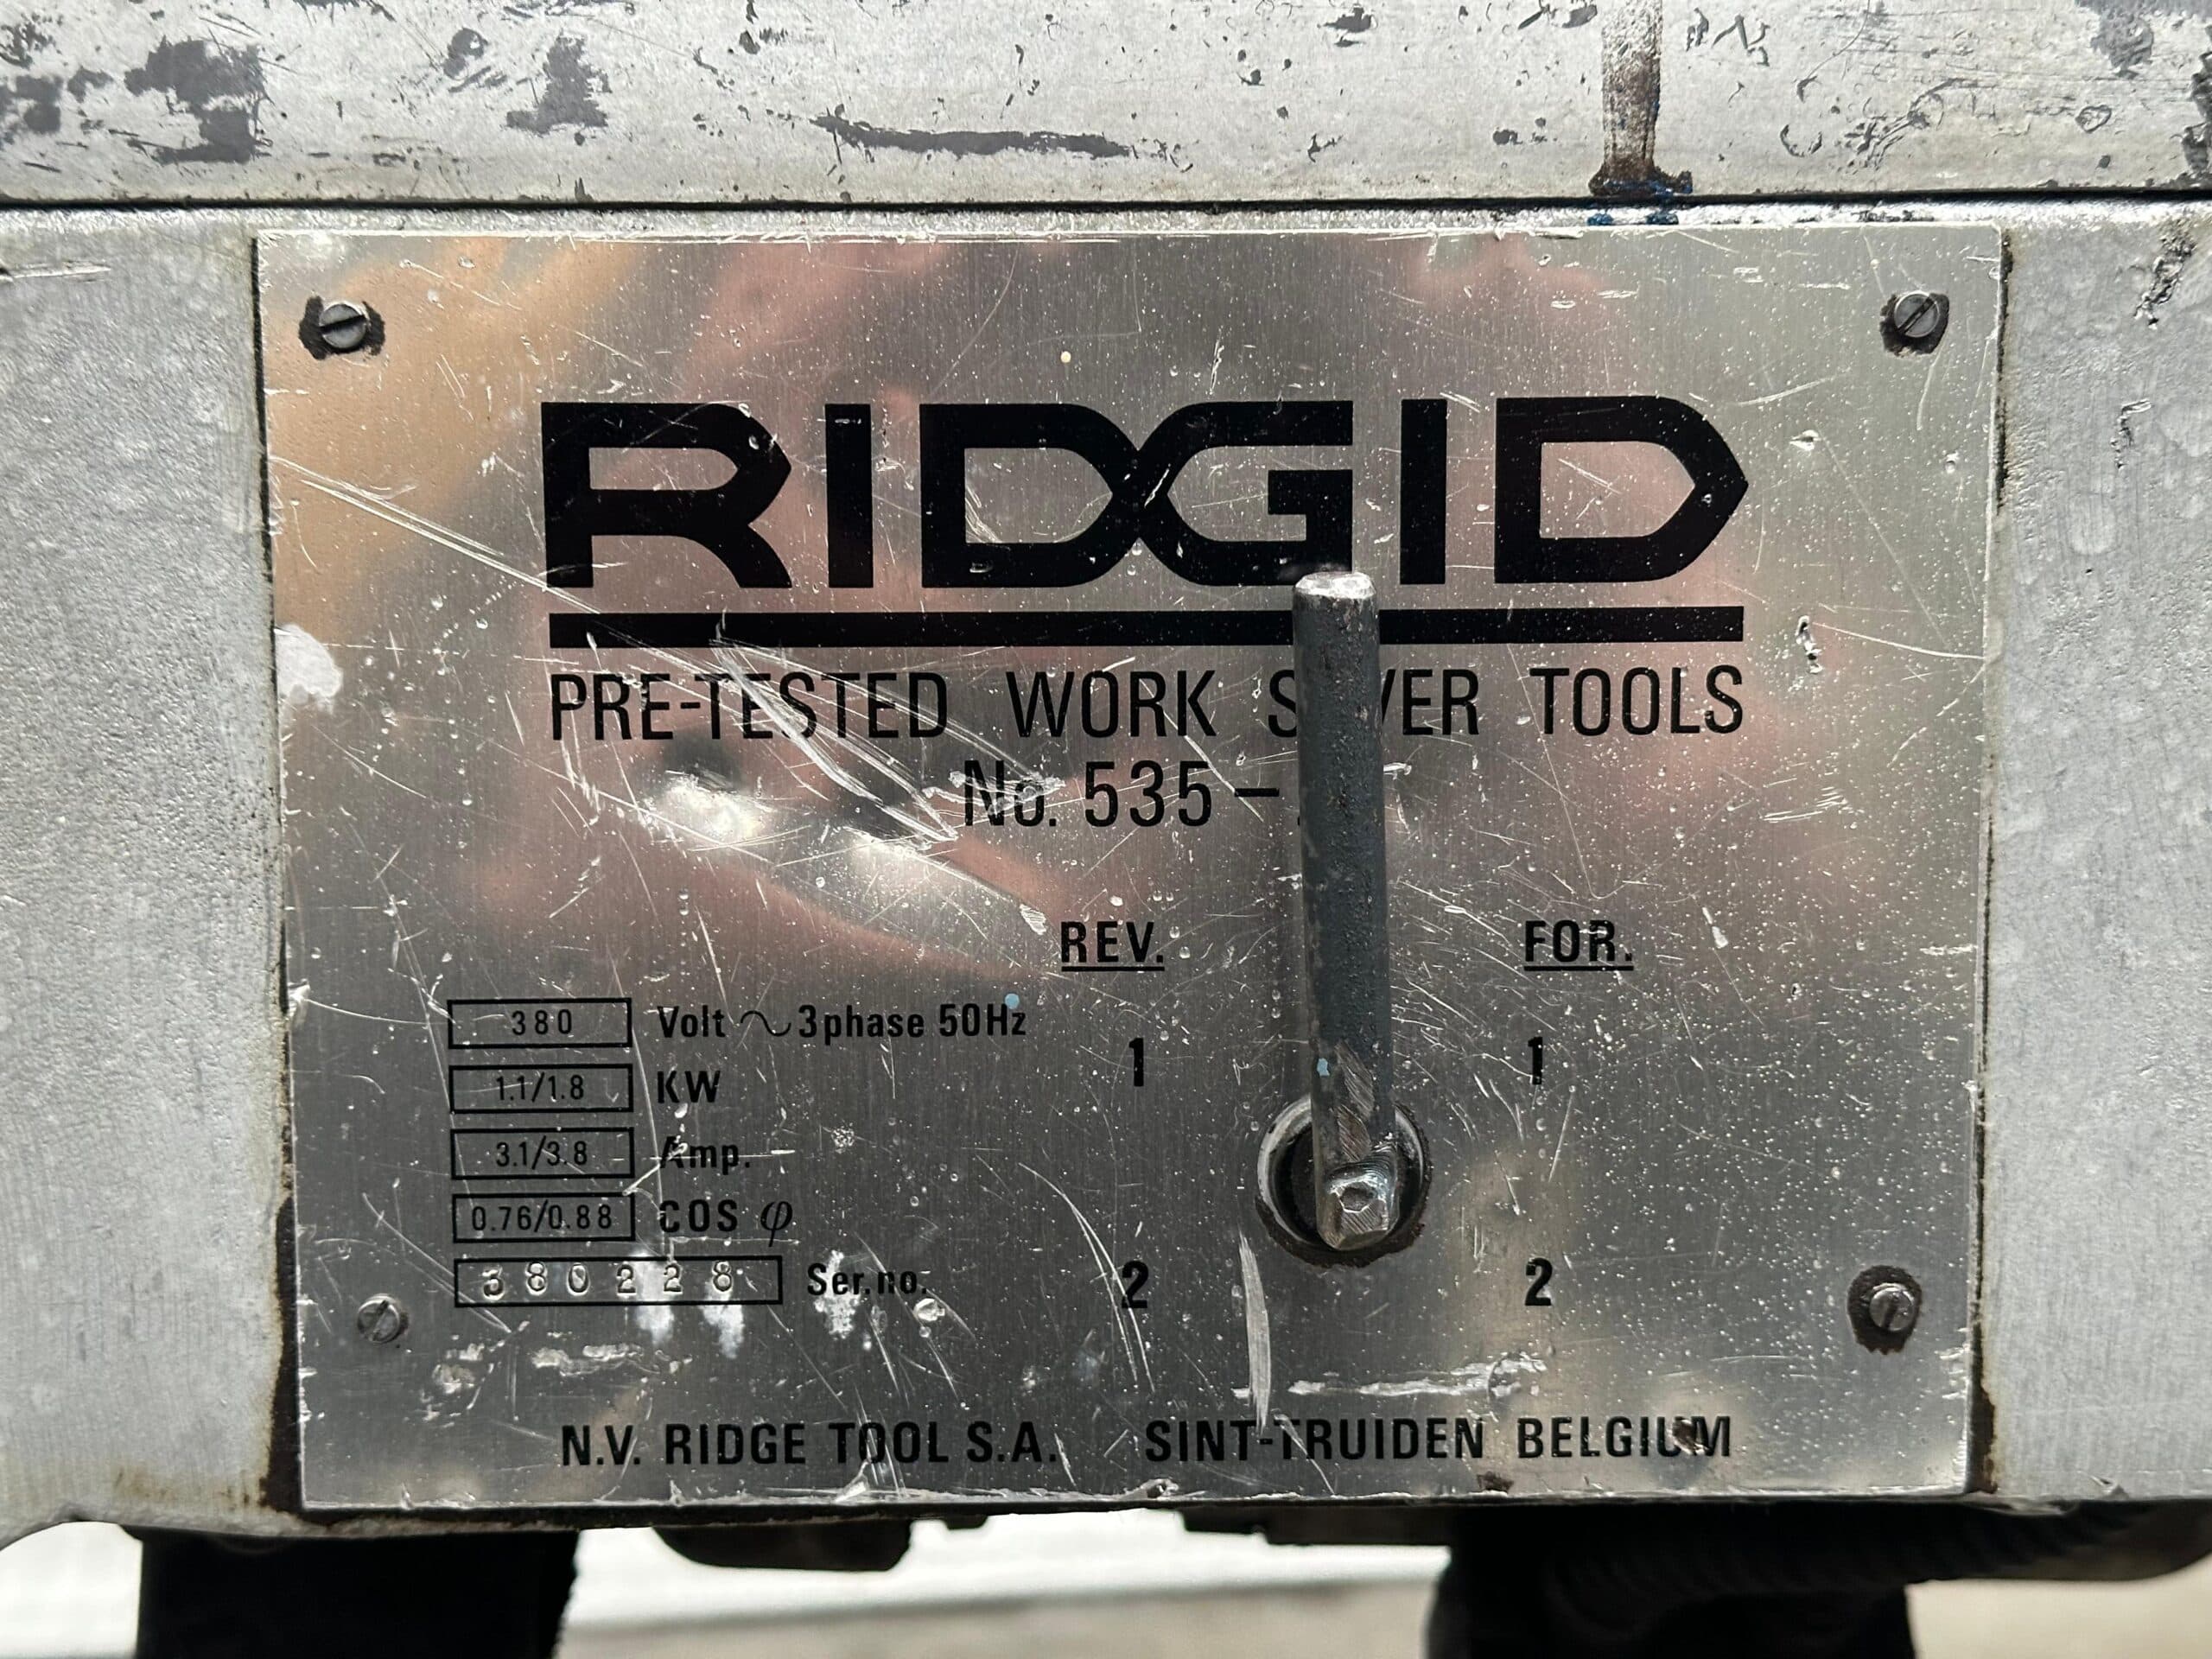 RIDGID
PRE-TESTED WORK S VER TOOLS
No. 535-
REV. FOR.
380 Volt ~ 3phase 50Hz
1 1
1.1/1.8 KW
3.1/3.8 Amp.
0.76/0.88 COS φ
380228 Ser. no.
2 2
N.V. RIDGE TOOL S.A. SINT-TRUIDEN BELGIUM